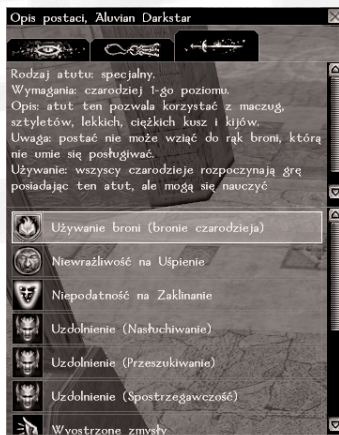 Opis postaci, Aluvian Darkstar
Rodzaj atutu: specjalny.
Wymagania: czarodziej 1-go poziomu.
Opis: atut ten pozwala korzystać z maczug,
sztyletów, lekkich, ciężkich kusz i kijów.
Uwaga: postać nie może wziąć do rąk broni, którą
nie umie się posługiwać.
Używanie: wszyscy czarodzieje rozpoczynają grę
posiadając ten atut, ale mogą się nauczyć
Używanie broni (bronie czarodzieja)
Niewrażliwość na Uśpienie
Niepodatność na Zaklinanie
Uzdolnienie (Nasłuchiwanie)
Uzdolnienie (Przeszukiwanie)
Uzdolnienie (Spostrzegawczość)
Wyostrzone zmysły